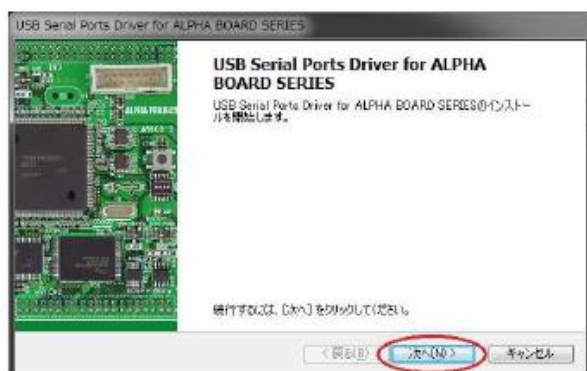 USB Serial Ports Driver for ALPHA BOARD SERIES
USB Serial Ports Driver for ALPHA
BOARD SERIES
USB Serial Ports Driver for ALPHA BOARD SERIESのインストー
ルを開始します。
ALPHA PROJECT
続行するには、[次へ] をクリックしてください。
< 戻る(B)
次へ(N) >
キャンセル